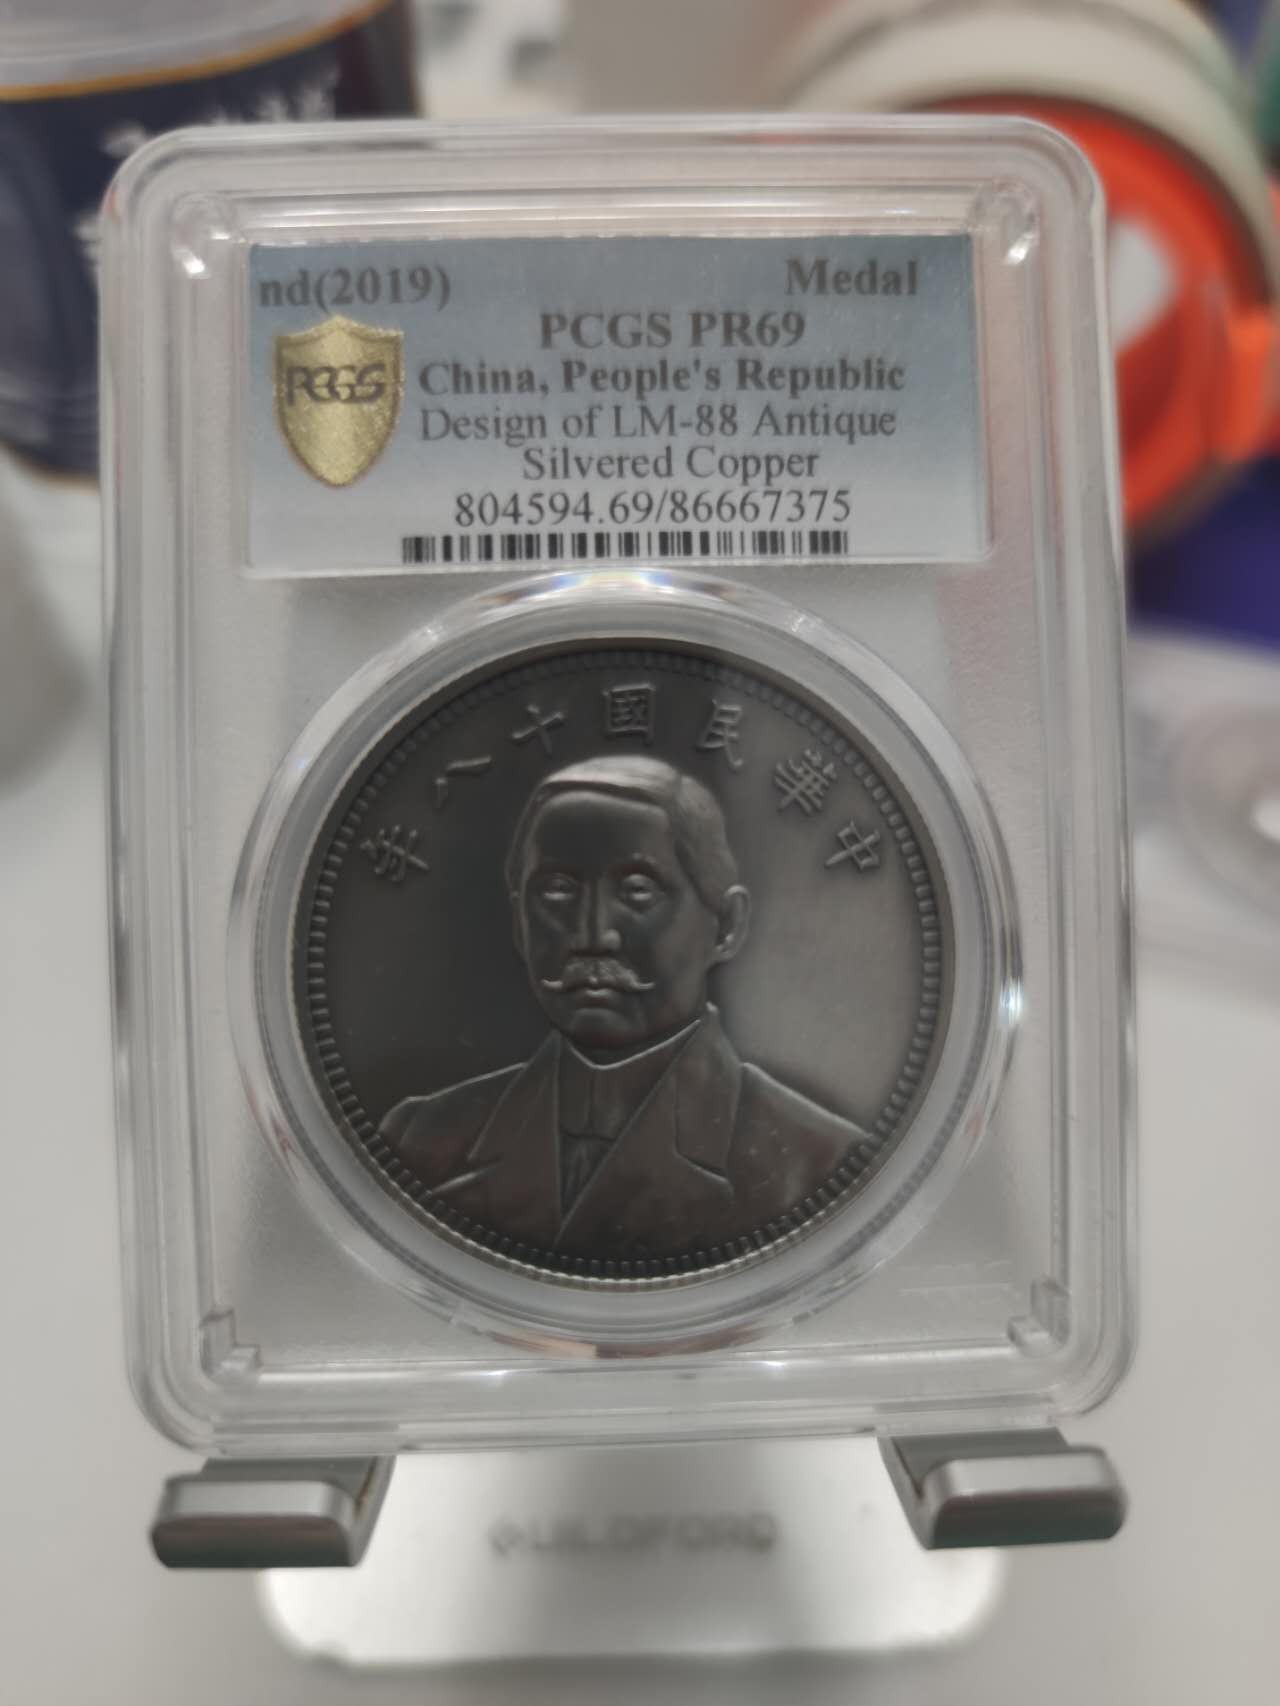 nd(2019) Medal
PCGS PR69
PCGS China, People's Republic
Design of LM-88 Antique
Silvered Copper
804594.69/86667375
年八十國民華中
GUILDFORD